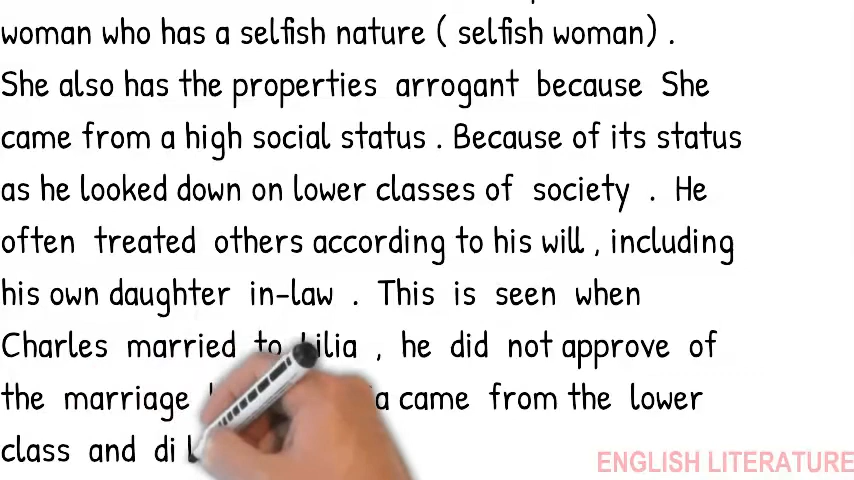 woman who has a selfish nature ( selfish woman) .
She also has the properties arrogant because She
came from a high social status . Because of its status
as he looked down on lower classes of society . He
often treated others according to his will , including
his own daughter in-law . This is seen when
Charles married to Lilia , he did not approve of
the marriage came from the lower
class and
ENGLISH LITERATURE